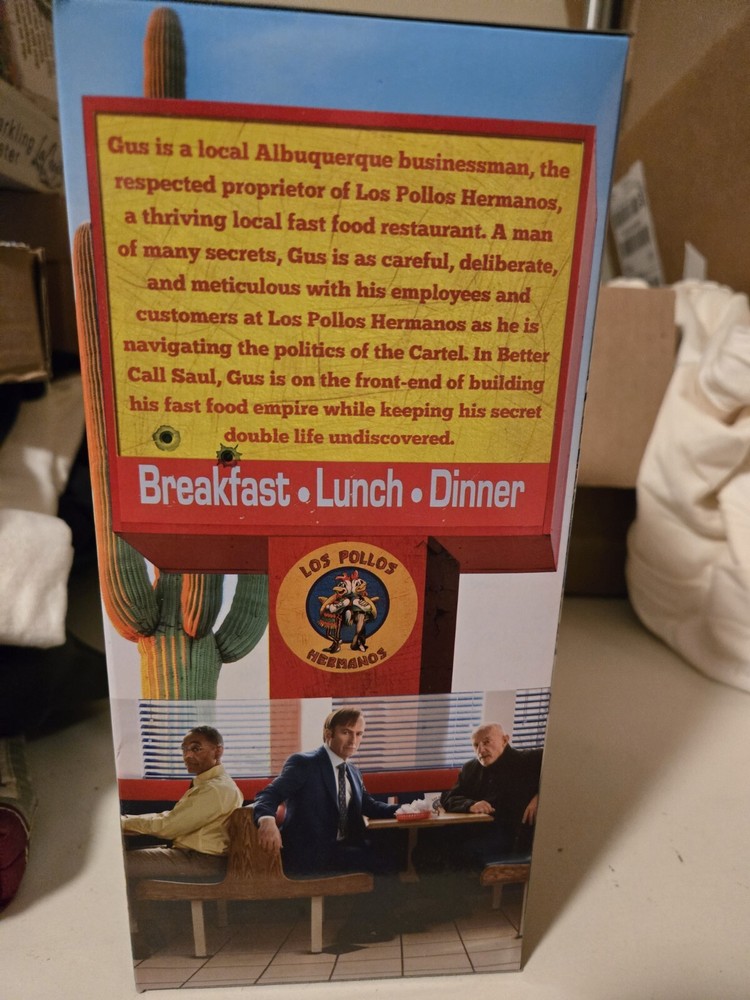 Gus is a local Albuquerque businessman, the
respected proprietor of Los Pollos Hermanos,
a thriving local fast food restaurant. A man
of many secrets, Gus is as careful, deliberate,
and meticulous with his employees and
customers at Los Pollos Hermanos as he is
navigating the politics of the Cartel. In Better
Call Saul, Gus is on the front-end of building
his fast food empire while keeping his secret
double life undiscovered.
Breakfast • Lunch • Dinner
LOS POLLOS
HERMANOS